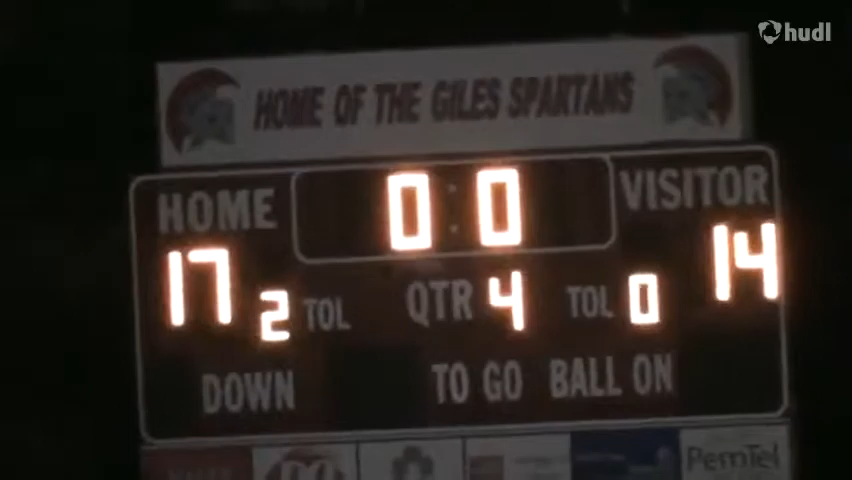 hudl
HOME OF THE GILES SPARTANS
HOME 0:0 VISITOR
17 2 TOL QTR 4 TOL 0 14
DOWN TO GO BALL ON
PemTel